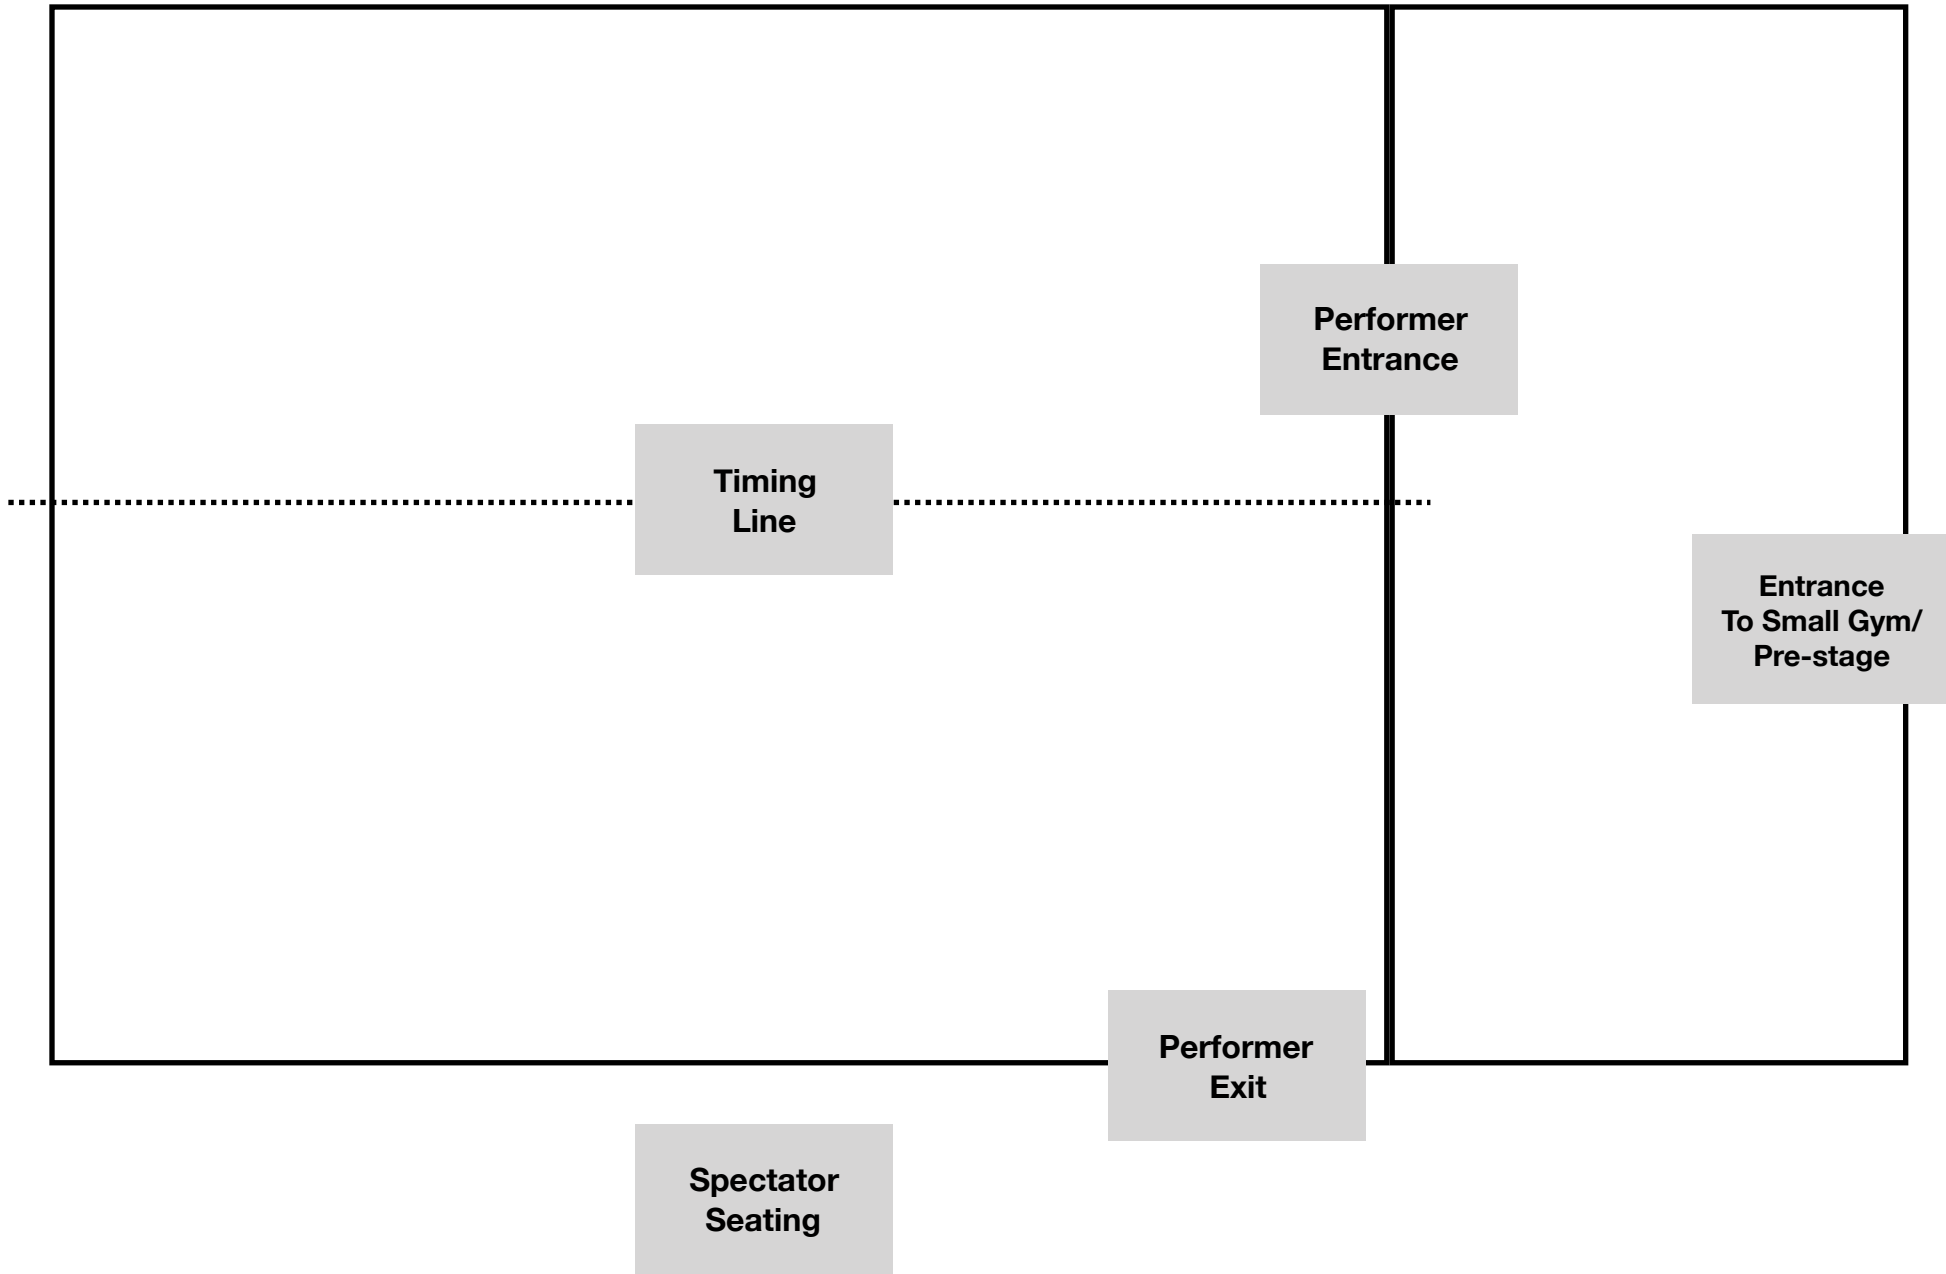 Performer
Entrance
Timing
Line
Entrance
To Small Gym/
Pre-stage
Performer
Exit
Spectator
Seating